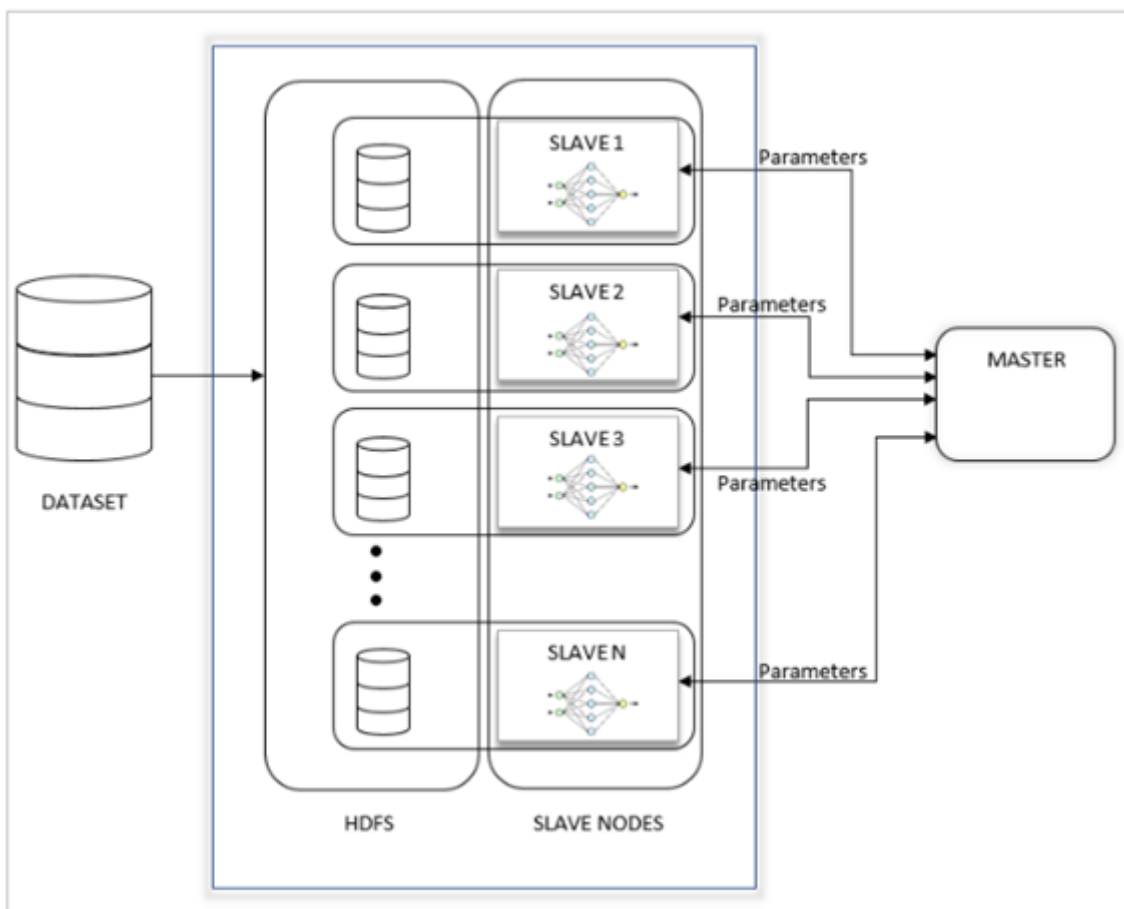 SLAVE 1
Parameters
SLAVE 2
Parameters
MASTER
SLAVE 3
Parameters
DATASET
SLAVE N
Parameters
HDFS
SLAVE NODES